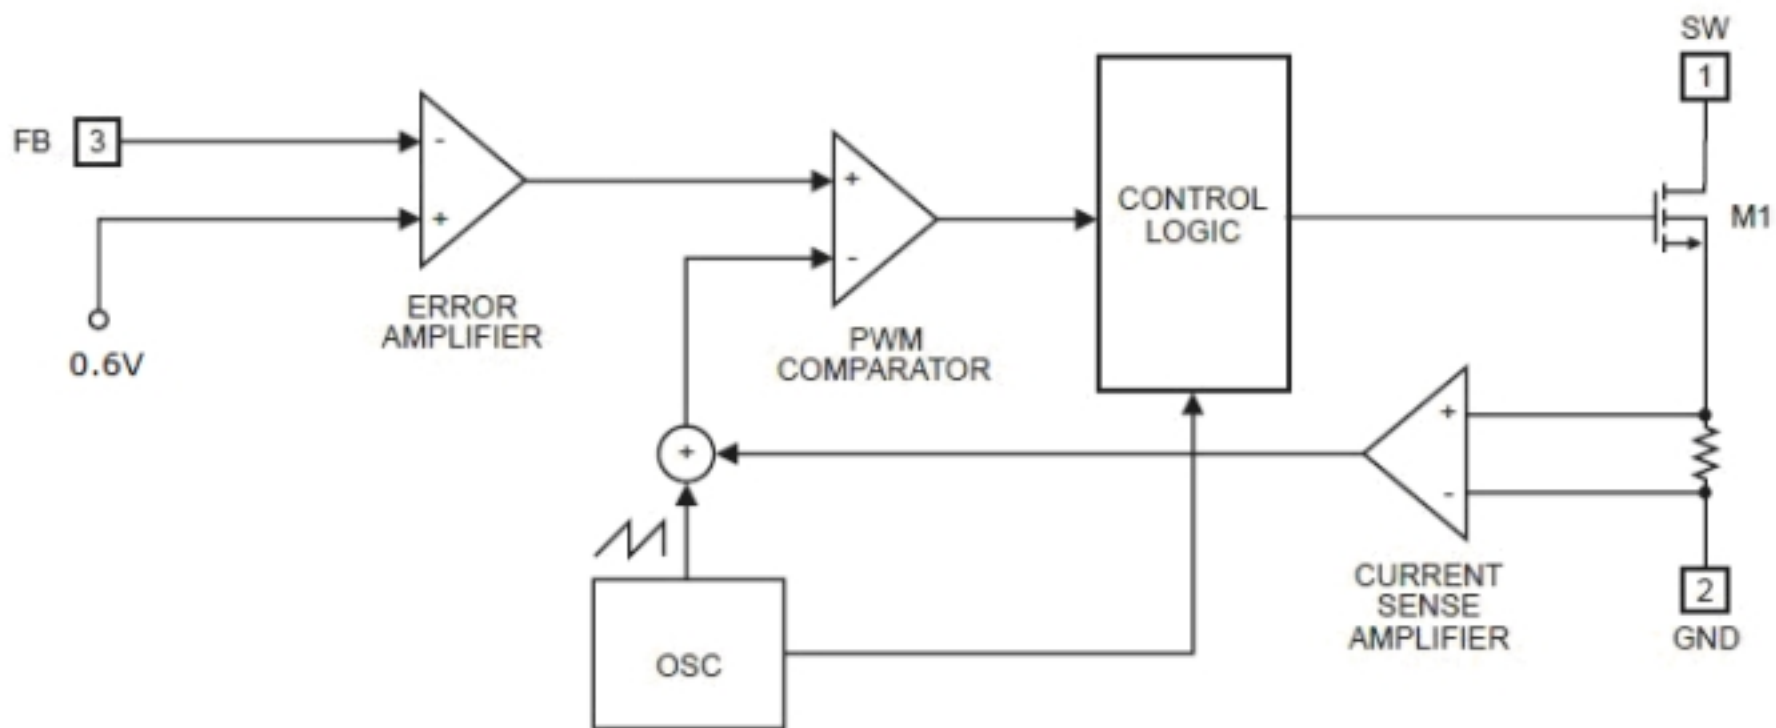 SW
1
FB 3
-
+
0.6V
ERROR
AMPLIFIER
+
-
PWM
COMPARATOR
CONTROL
LOGIC
M1
+
+
-
CURRENT
SENSE
AMPLIFIER
2
GND
OSC